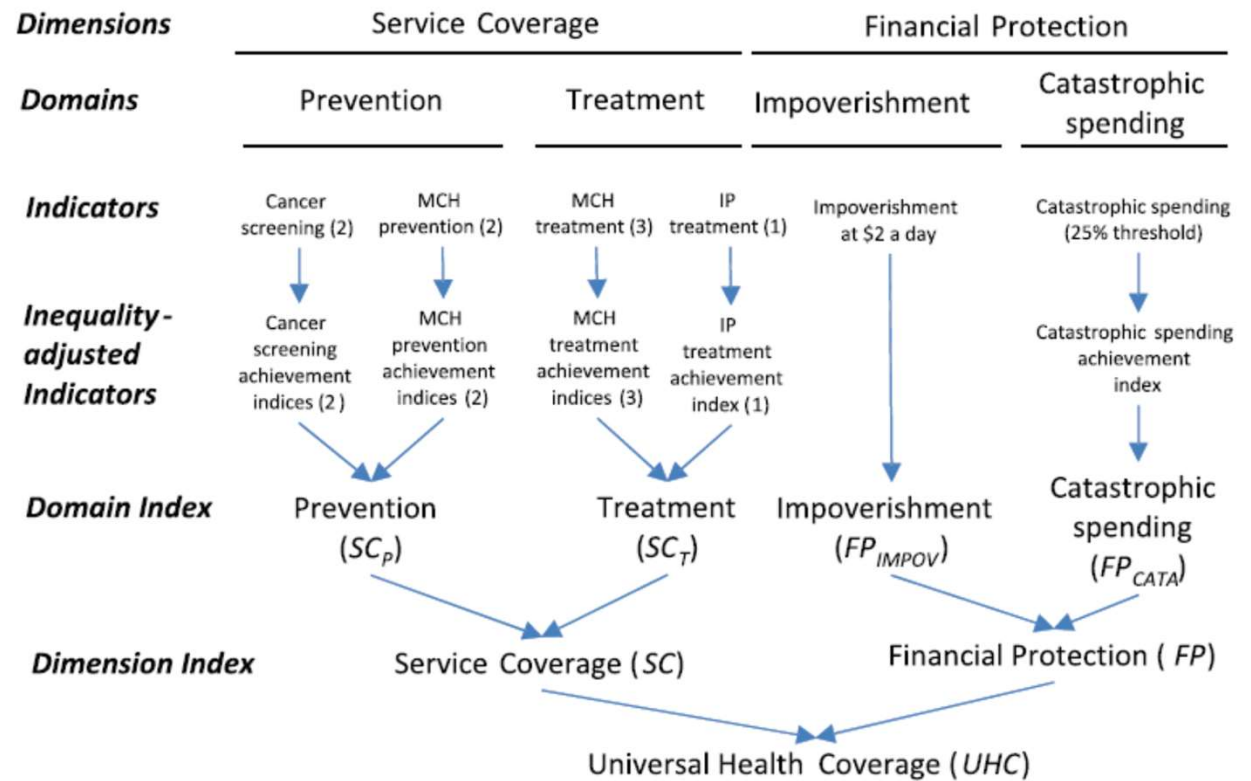 Dimensions
Service Coverage
Financial Protection
Domains
Prevention
Treatment
Impoverishment
Catastrophic
spending
Indicators
Cancer
screening (2)
MCH
prevention (2)
MCH
treatment (3)
IP
treatment (1)
Impoverishment
at $2 a day
Catastrophic spending
(25% threshold)
Inequality-
adjusted
Indicators
Cancer
screening
achievement
indices (2 )
MCH
prevention
achievement
indices (2)
MCH
treatment
achievement
indices (3)
IP
treatment
achievement
index (1)
Catastrophic spending
achievement
index
Domain Index
Prevention
(SCP)
Treatment
(SCT)
Impoverishment
(FPIMPOV)
Catastrophic
spending
(FPCATA)
Dimension Index
Service Coverage (SC)
Financial Protection ( FP)
Universal Health Coverage (UHC)